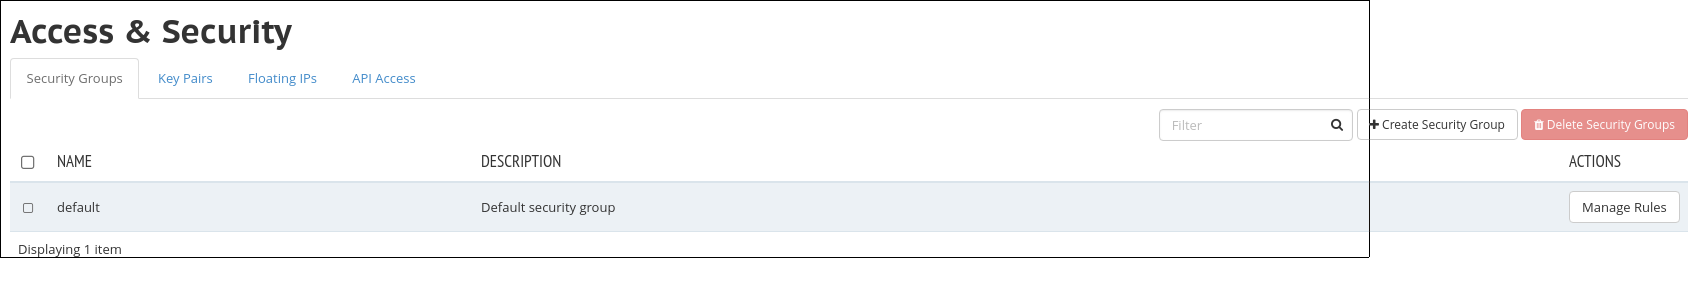 Access & Security
Security Groups Key Pairs Floating IPs API Access
Filter Create Security Group Delete Security Groups
NAME DESCRIPTION ACTIONS
default Default security group Manage Rules
Displaying 1 item